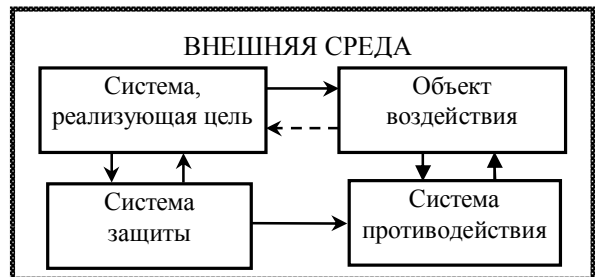 ВНЕШНЯЯ СРЕДА
Система,
реализующая цель
Объект
воздействия
Система
защиты
Система
противодействия